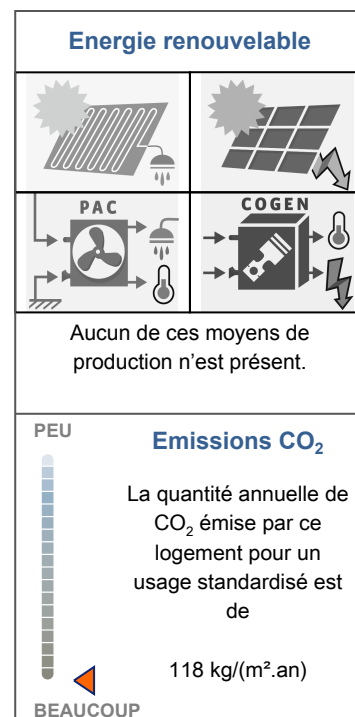 Energie renouvelable
PAC
COGEN
Aucun de ces moyens de
production n'est présent.
PEU
Emissions CO₂
La quantité annuelle de
CO₂ émise par ce
logement pour un
usage standardisé est
de
118 kg/(m².an)
BEAUCOUP